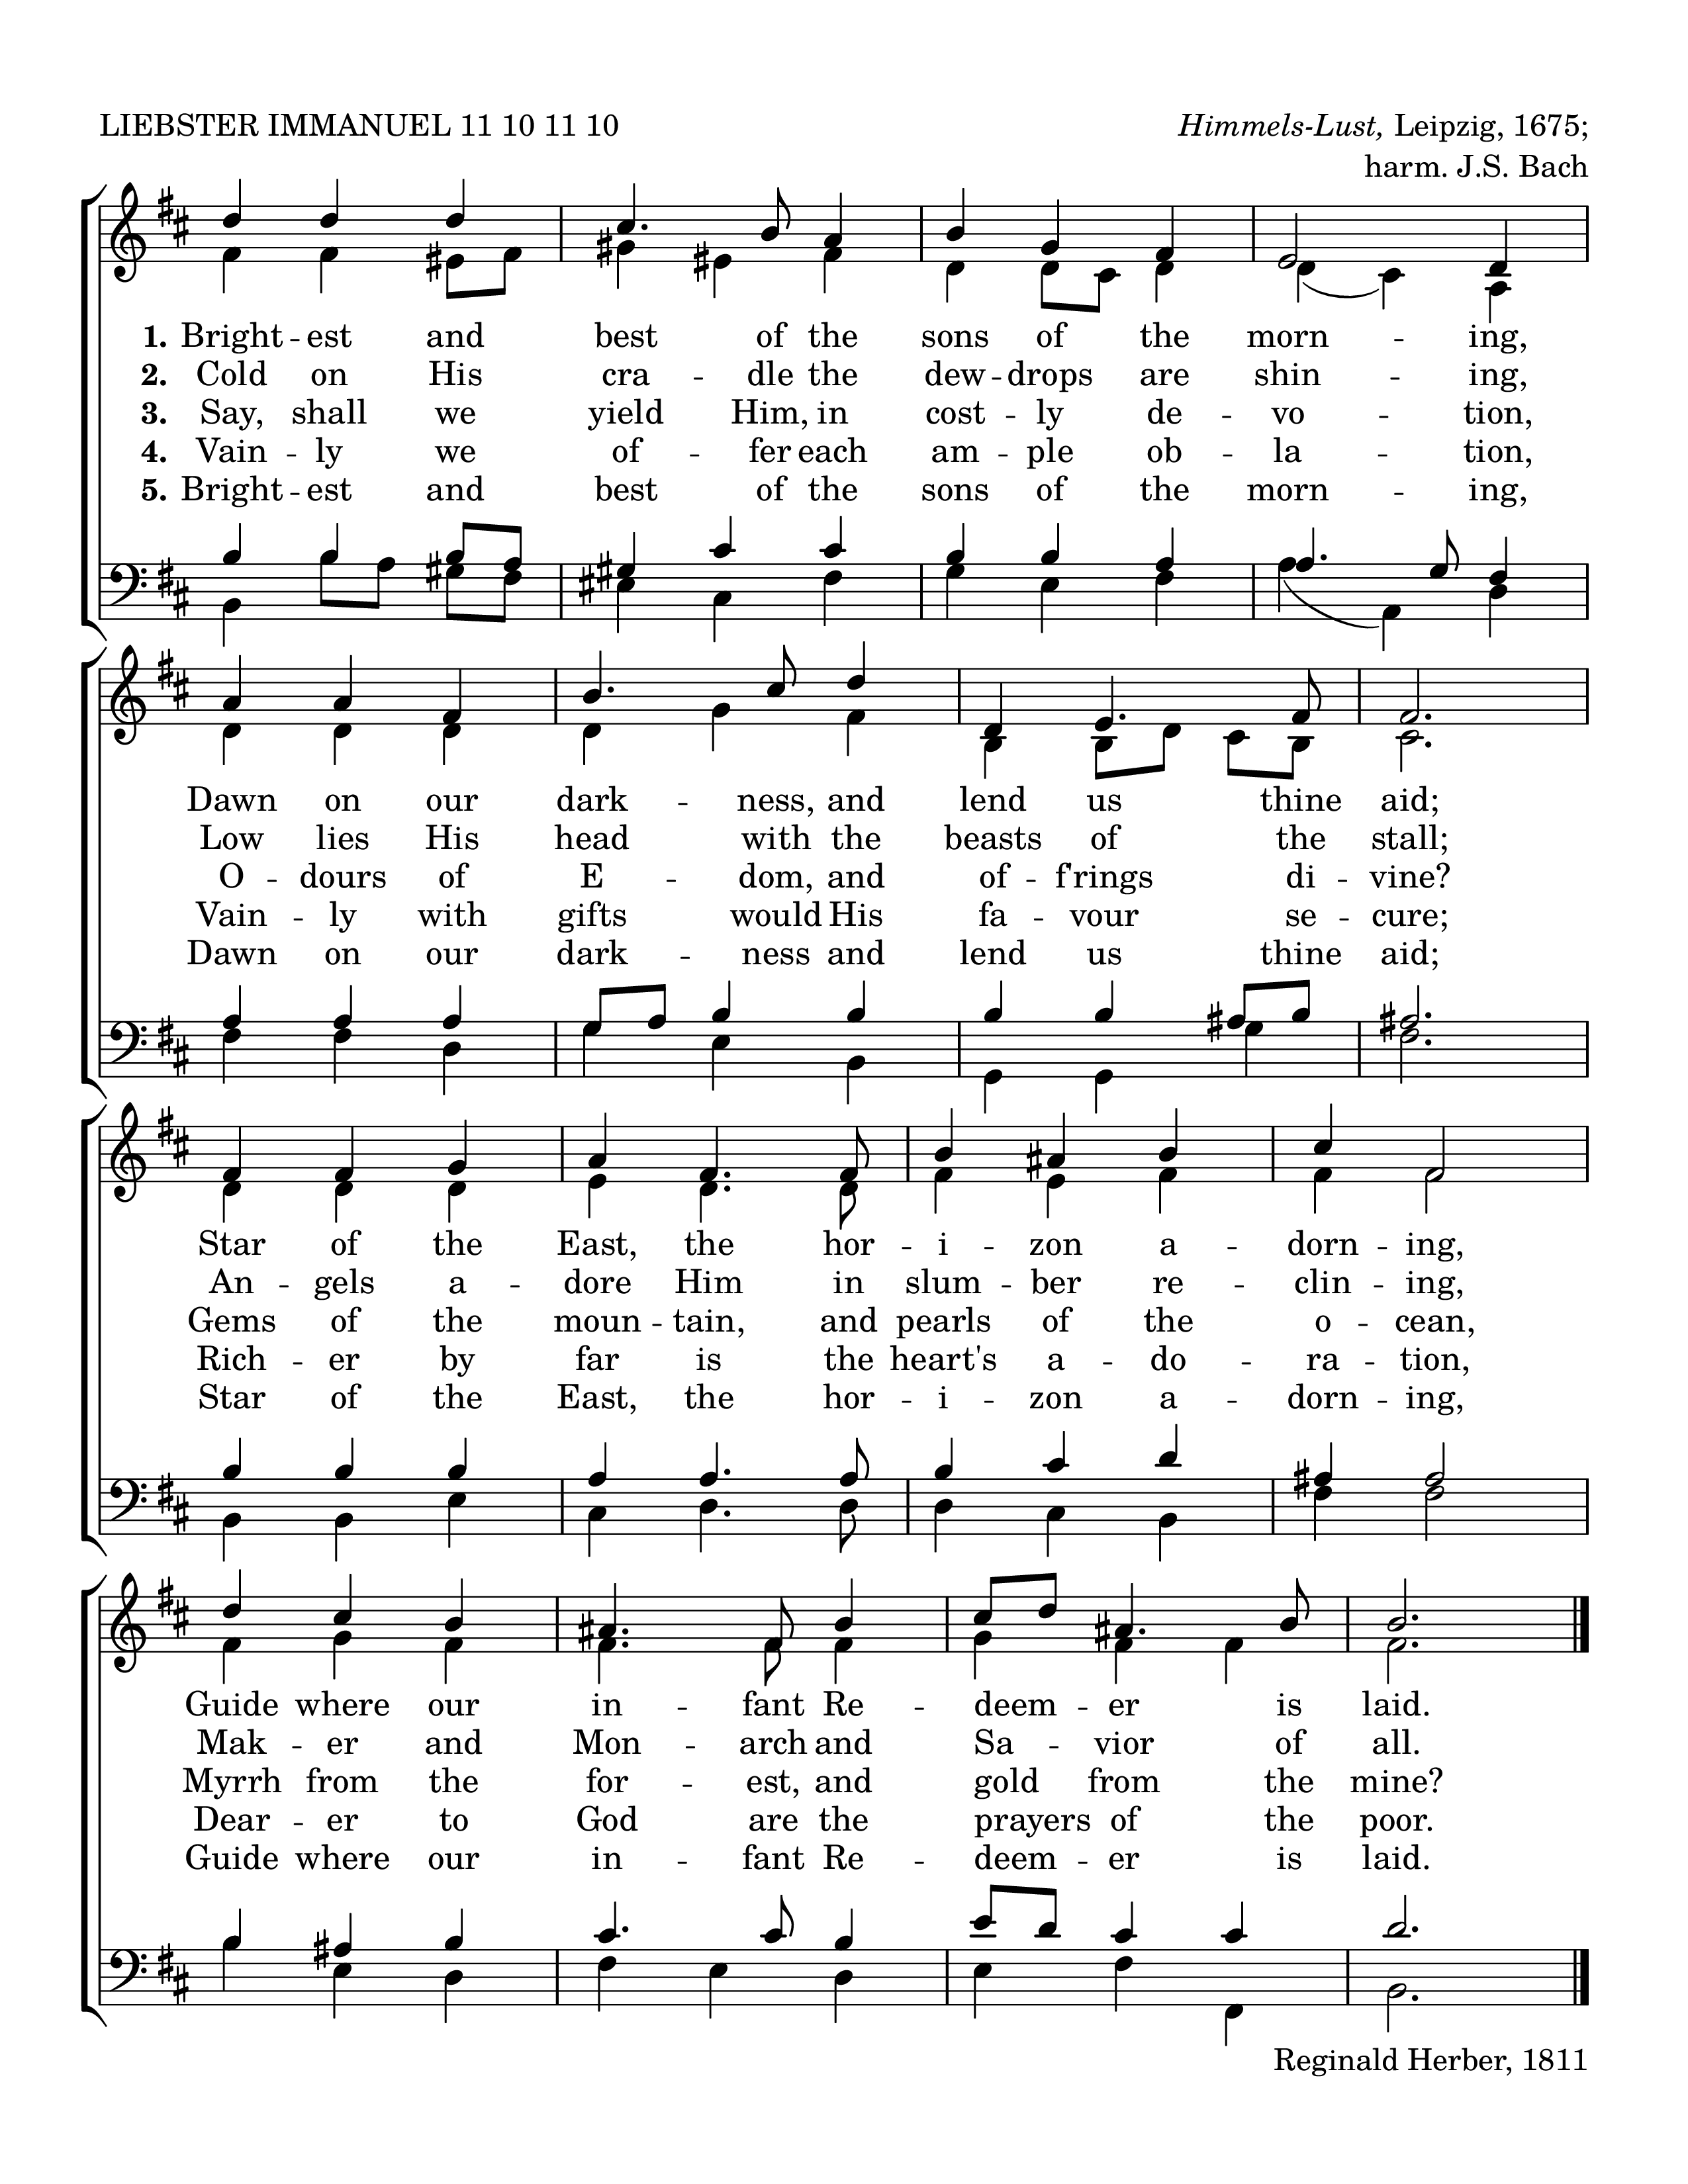 LIEBSTER IMMANUEL 11 10 11 10
Himmels-Lust, Leipzig, 1675;
harm. J.S. Bach
1. Bright -- est and best of the sons of the morn -- ing,
2. Cold on His cra -- dle the dew -- drops are shin -- ing,
3. Say, shall we yield Him, in cost -- ly de -- vo -- tion,
4. Vain -- ly we of -- fer each am -- ple ob -- la -- tion,
5. Bright -- est and best of the sons of the morn -- ing,
Dawn on our dark -- ness, and lend us thine aid;
Low lies His head with the beasts of the stall;
O -- dours of E -- dom, and of -- f'rings di -- vine?
Vain -- ly with gifts would His fa -- vour se -- cure;
Dawn on our dark -- ness and lend us thine aid;
Star of the East, the hor -- i -- zon a -- dorn -- ing,
An -- gels a -- dore Him in slum -- ber re -- clin -- ing,
Gems of the moun -- tain, and pearls of the o -- cean,
Rich -- er by far is the heart's a -- do -- ra -- tion,
Star of the East, the hor -- i -- zon a -- dorn -- ing,
Guide where our in -- fant Re -- deem -- er is laid.
Mak -- er and Mon -- arch and Sa -- vior of all.
Myrrh from the for -- est, and gold from the mine?
Dear -- er to God are the prayers of the poor.
Guide where our in -- fant Re -- deem -- er is laid.
Reginald Herber, 1811